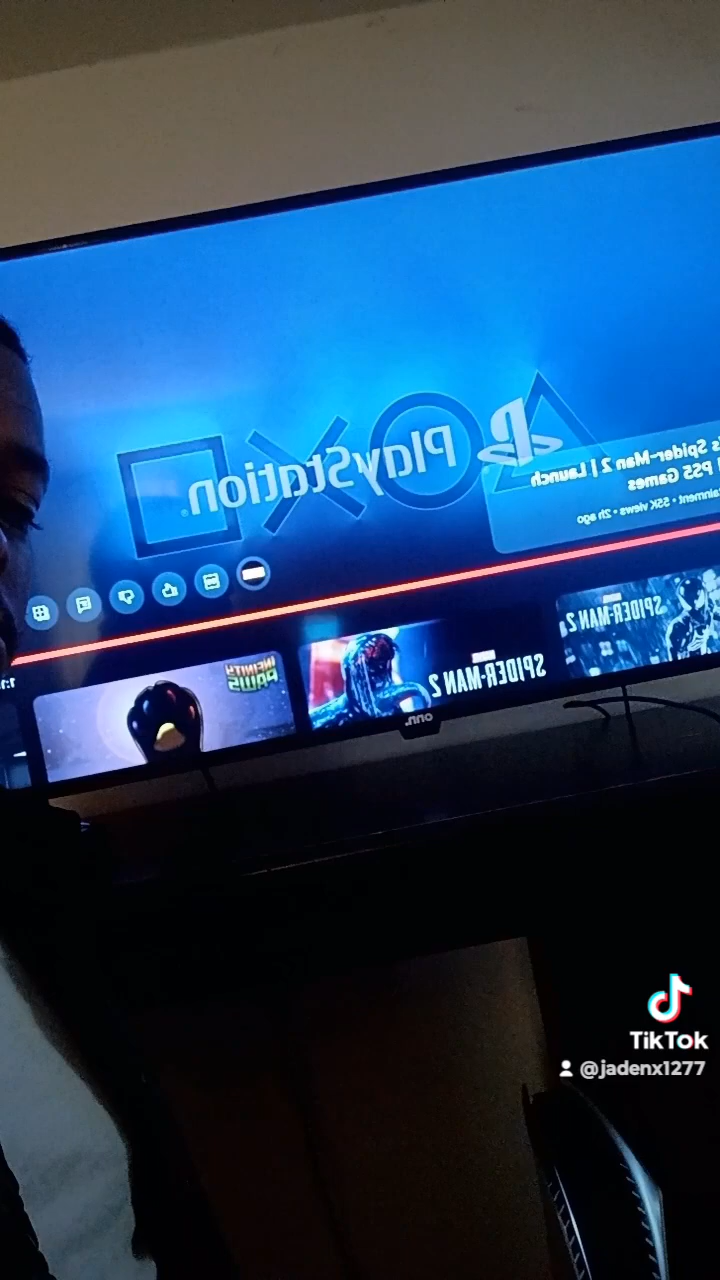 PlayStation
s Spider-Man 2 | Launch
PS5 Games
inment • 55K views • 2h ago
INFINITY
PAWS
SPIDER-MAN 2
SPIDER-MAN 2
onn.
TikTok
@jadenx1277